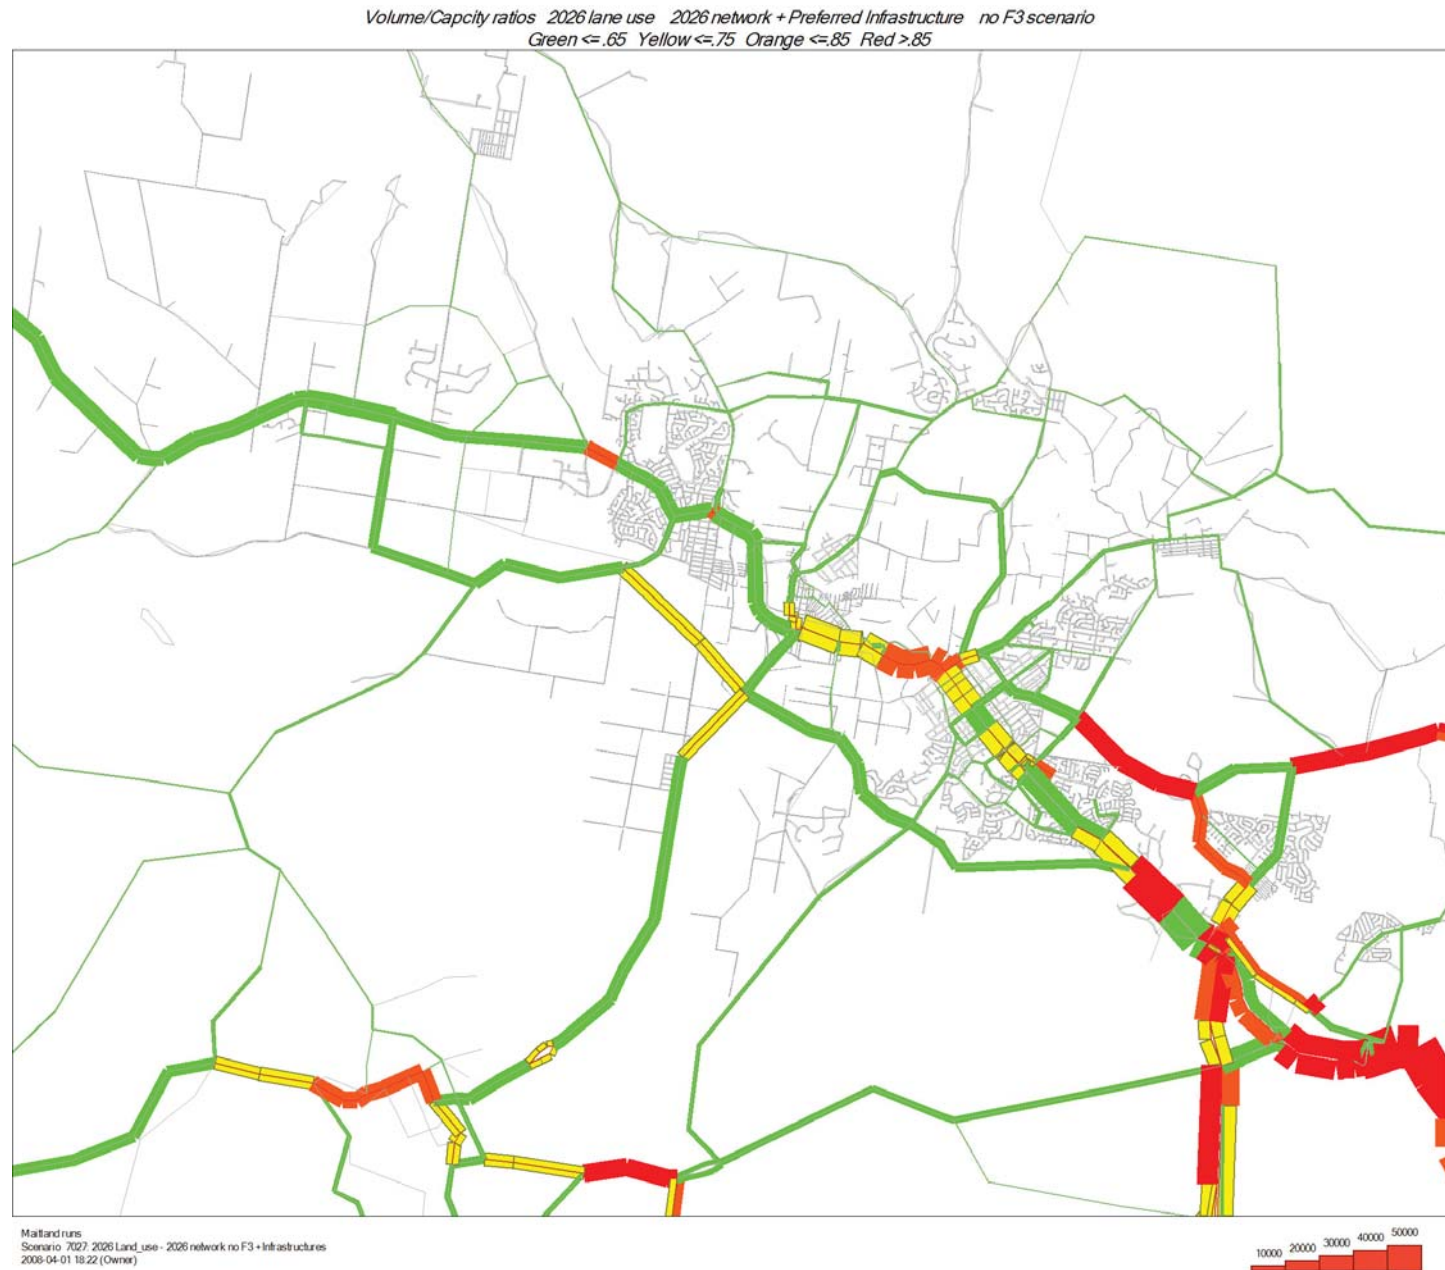 Volume/Capcity ratios 2026 lane use 2026 network + Preferred Infrastructure no F3 scenario
Green <= .65 Yellow <=.75 Orange <=.85 Red >.85
Maitland runs
Scenario 7027: 2026 Land_use - 2026 network no F3 + Infrastructures
2008-04-01 18:22 (Owner)
10000 20000 30000 40000 50000